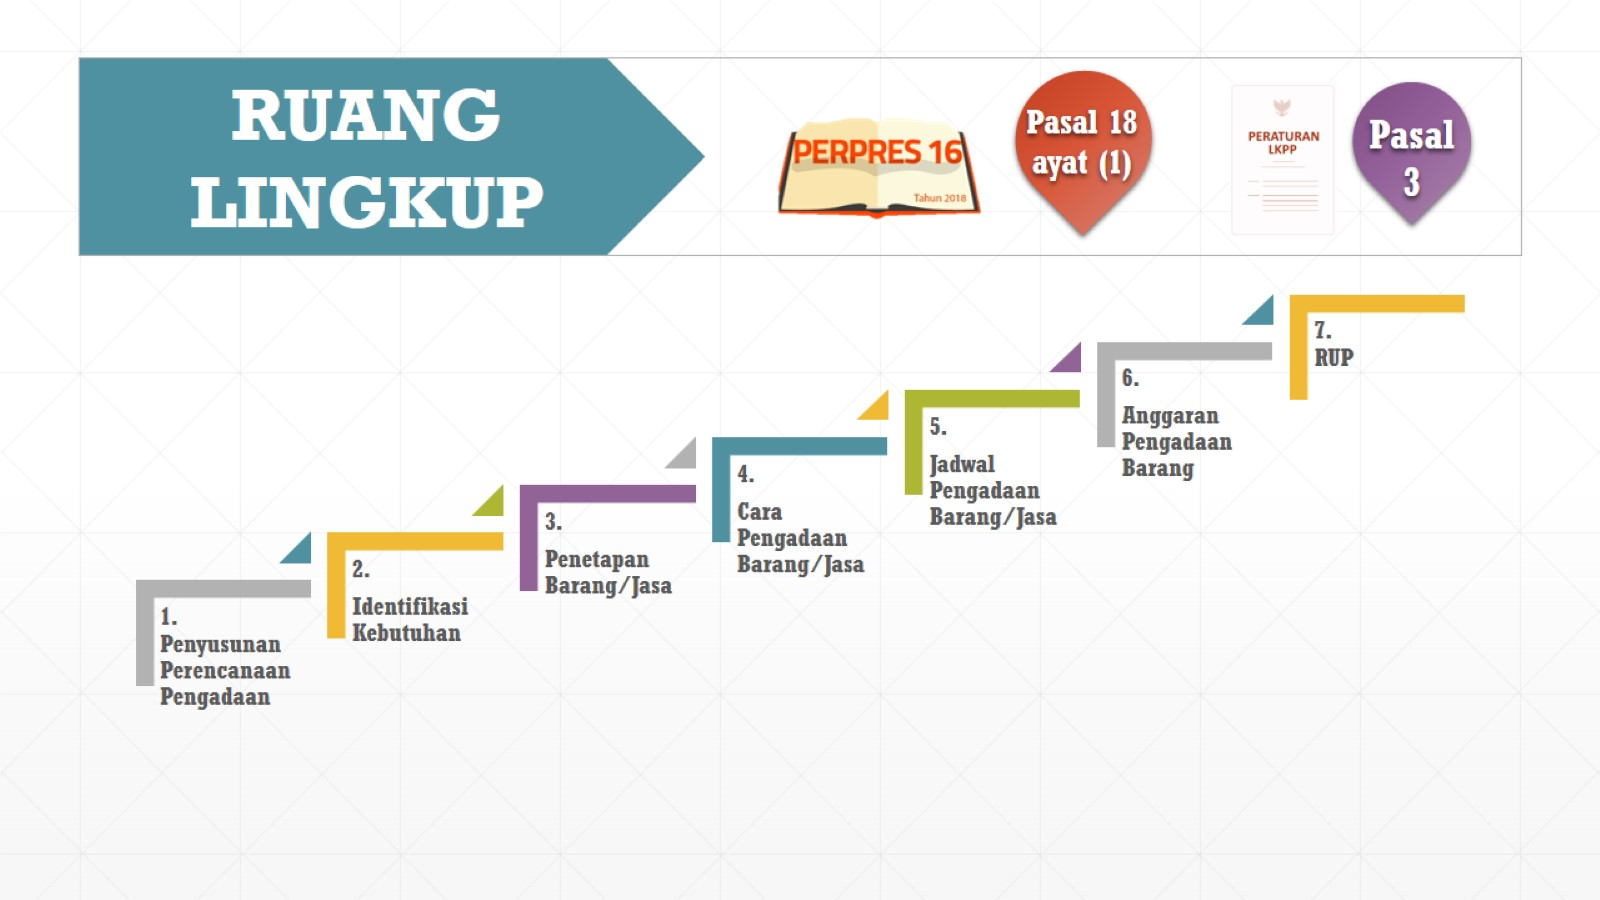 RUANG
LINGKUP
PERPRES 16
Tahun 2018
Pasal 18
ayat (1)
PERATURAN
LKPP
Pasal
3
1.
Penyusunan
Perencanaan
Pengadaan
2.
Identifikasi
Kebutuhan
3.
Penetapan
Barang/Jasa
4.
Cara
Pengadaan
Barang/Jasa
5.
Jadwal
Pengadaan
Barang/Jasa
6.
Anggaran
Pengadaan
Barang
7.
RUP